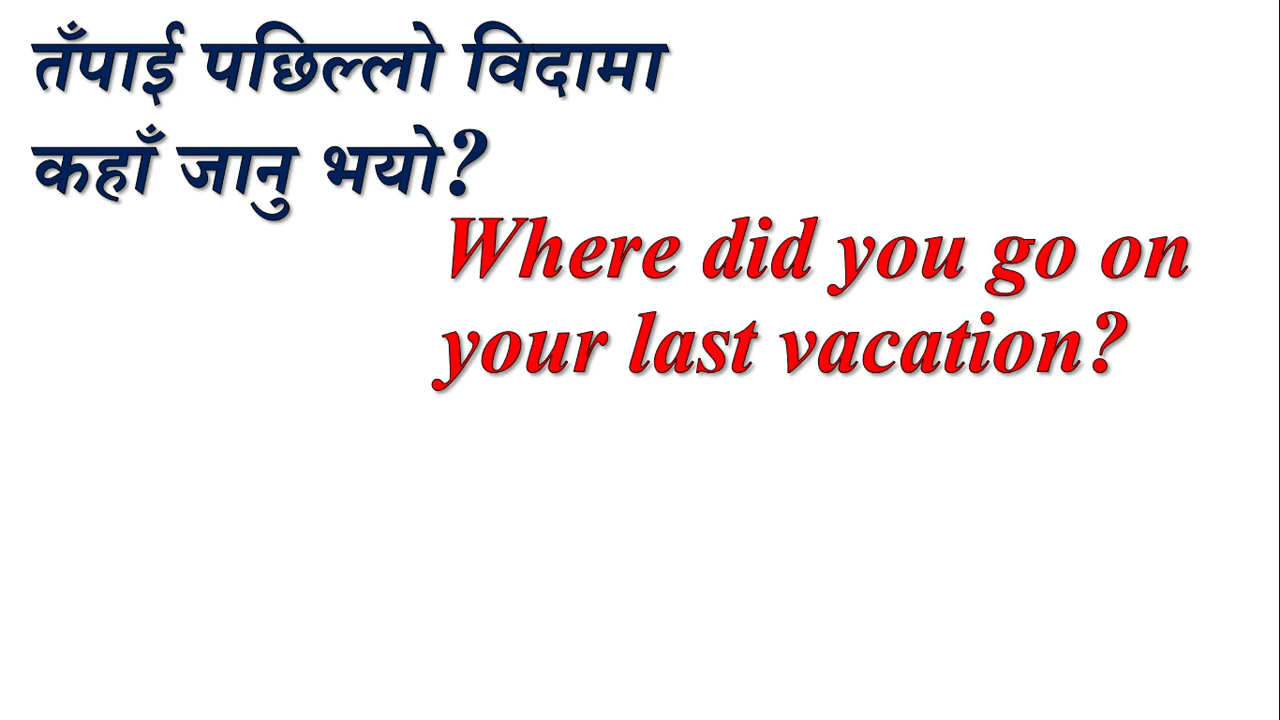 तँपाई पछिल्लो विदामा
कहाँ जानु भयो?
Where did you go on
your last vacation?